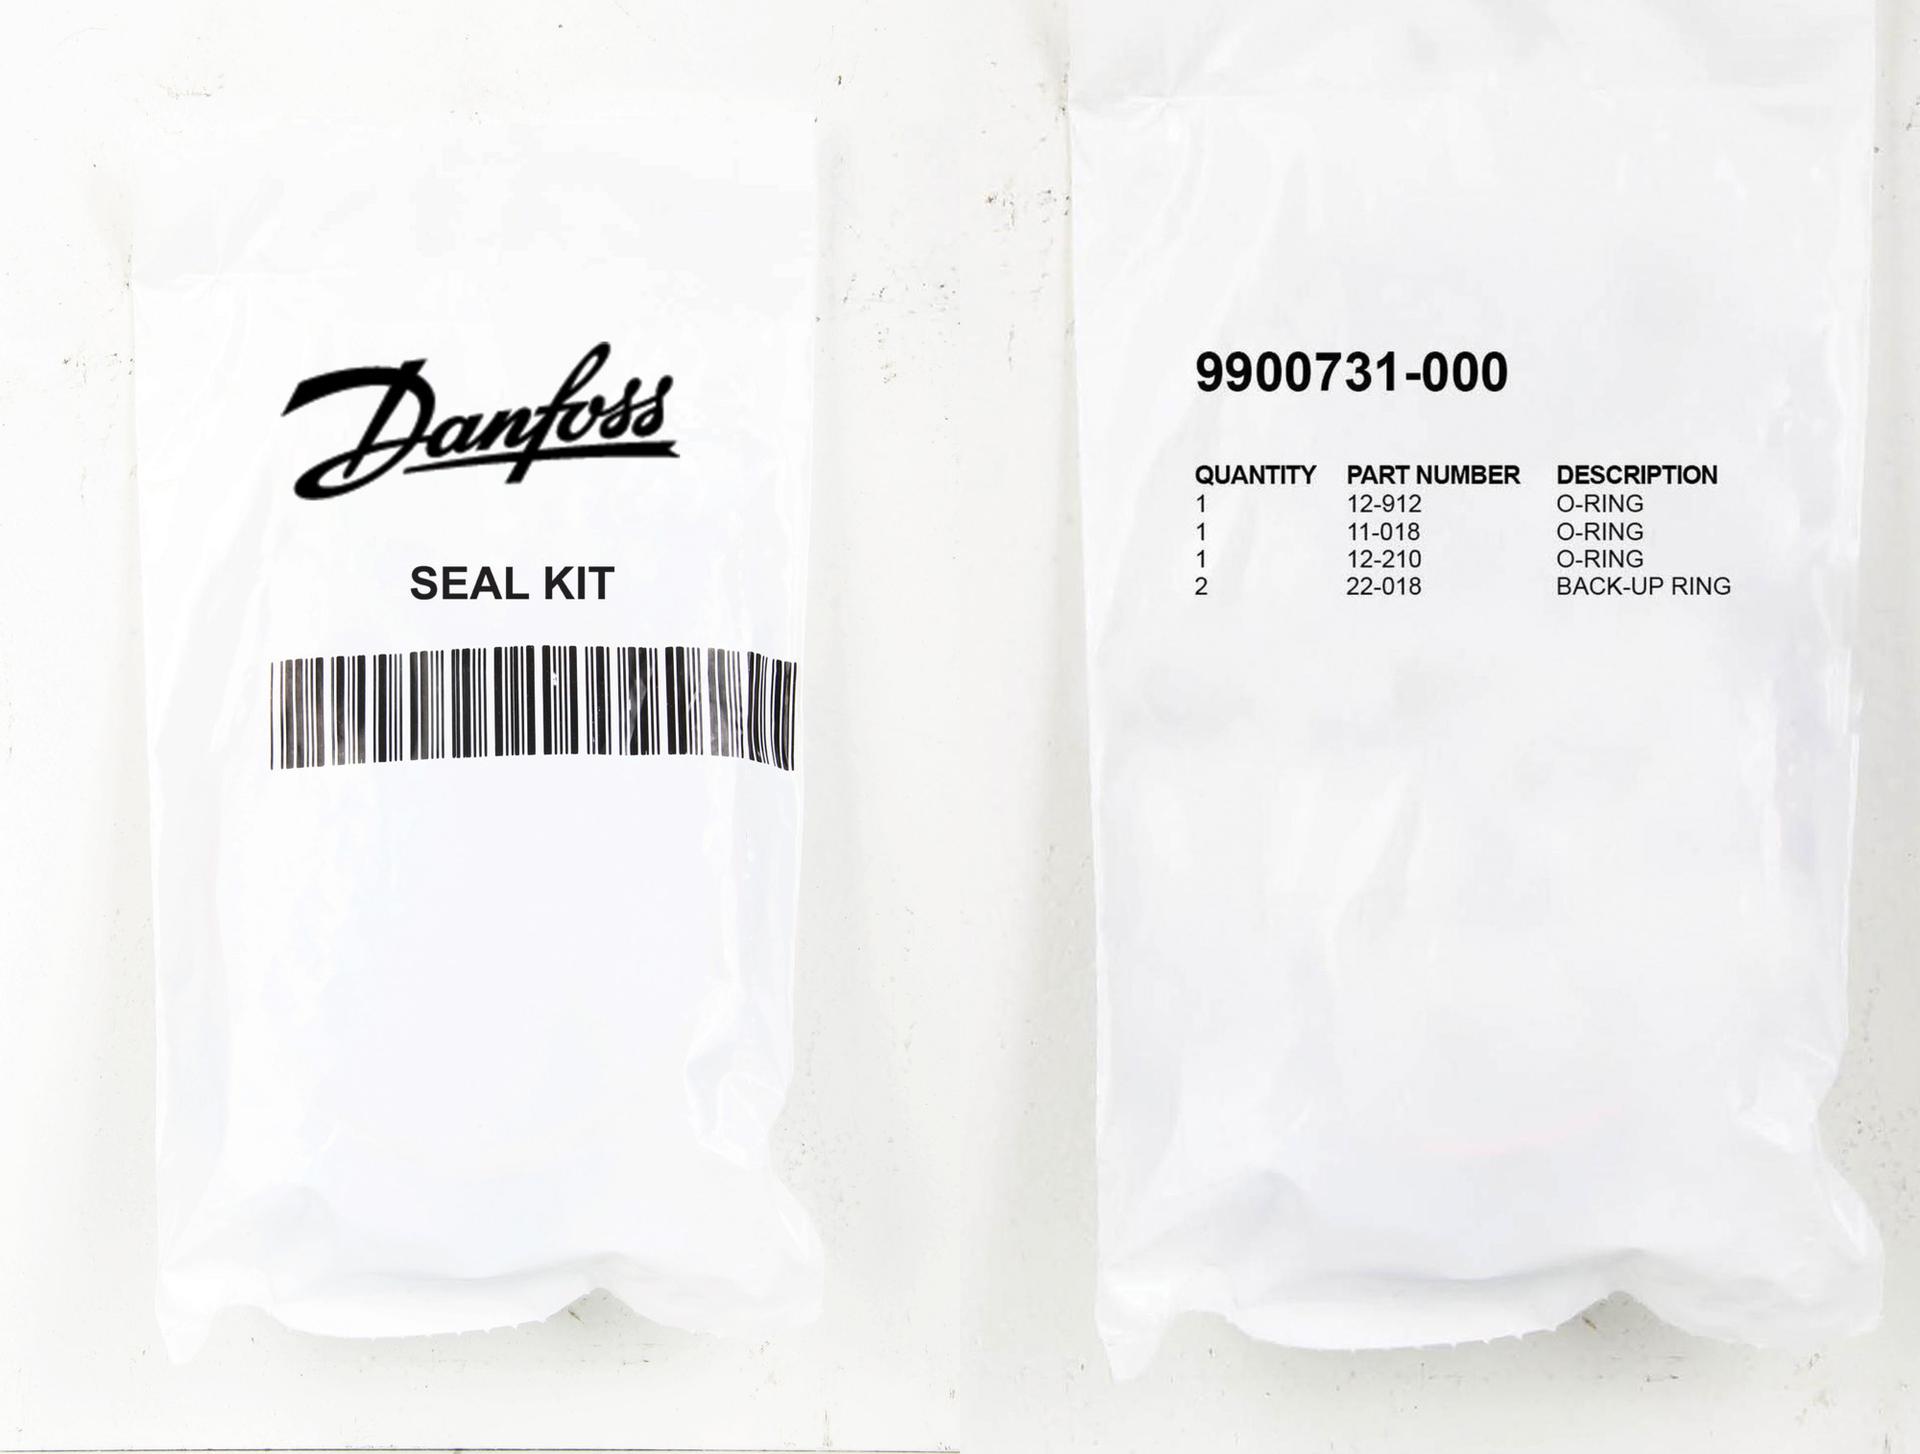 Danfoss
SEAL KIT
9900731-000
QUANTITY PART NUMBER DESCRIPTION
1 12-912 O-RING
1 11-018 O-RING
1 12-210 O-RING
2 22-018 BACK-UP RING